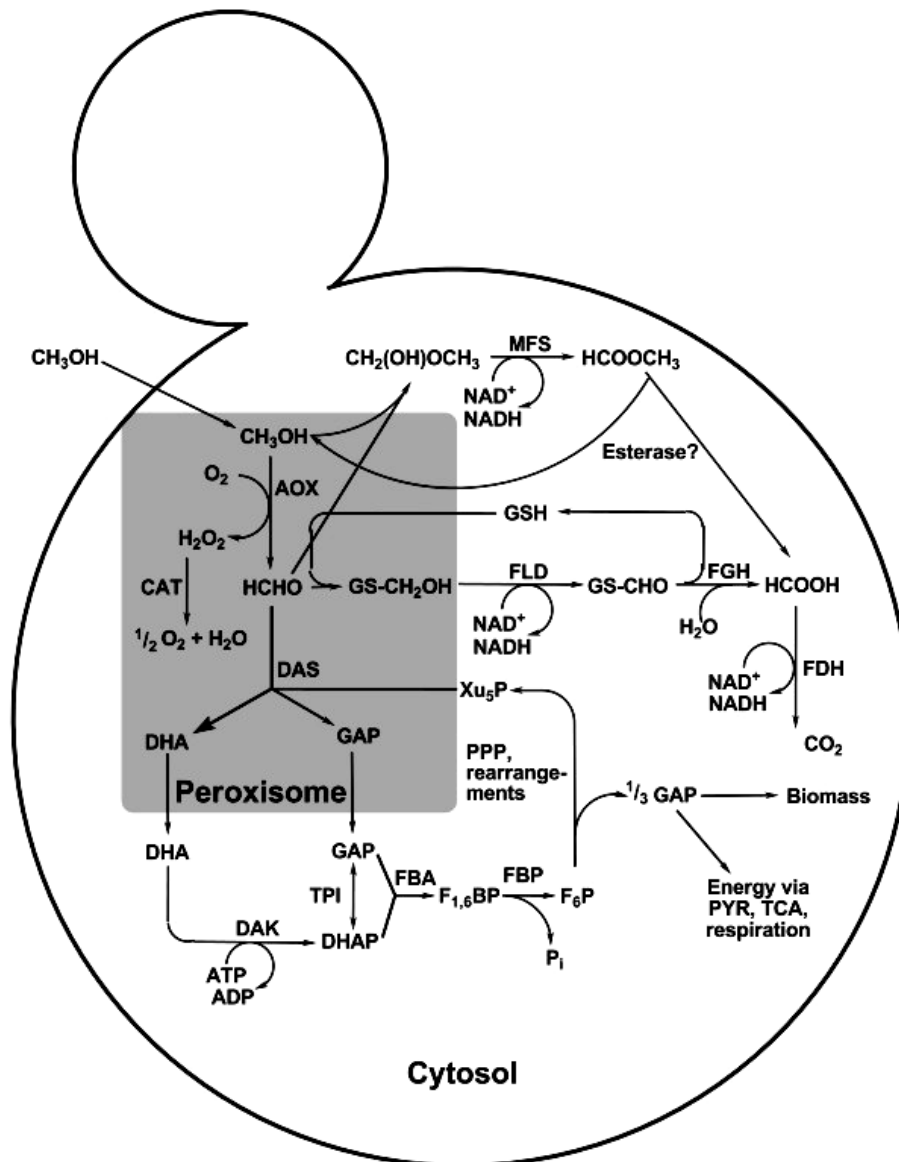 CH₃OH
CH₂(OH)OCH₃
MFS
HCOOCH₃
NAD⁺
NADH
CH₃OH
Esterase?
O₂
AOX
GSH
H₂O₂
CAT
HCHO
GS-CH₂OH
FLD
GS-CHO
FGH
HCOOH
NAD⁺
NADH
H₂O
½ O₂ + H₂O
DAS
Xu₅P
NAD⁺
NADH
FDH
DHA
GAP
CO₂
PPP,
rearrange-
ments
Peroxisome
⅓ GAP
Biomass
DHA
GAP
TPI
FBA
F₁,₆BP
FBP
F₆P
Energy via
PYR, TCA,
respiration
DAK
DHAP
ATP
ADP
Pᵢ
Cytosol